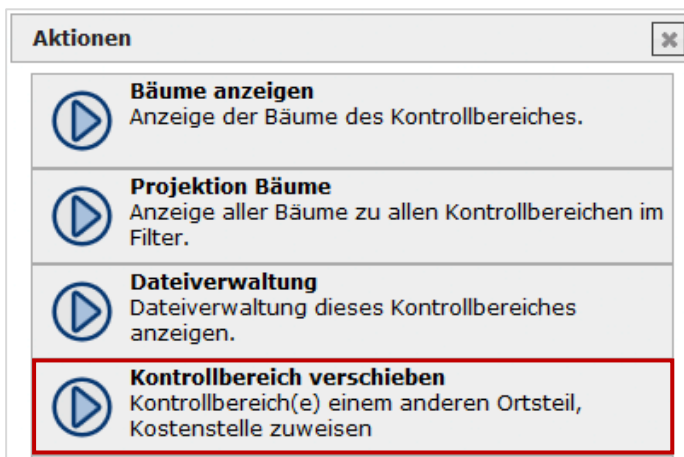 Aktionen
Bäume anzeigen
Anzeige der Bäume des Kontrollbereiches.
Projektion Bäume
Anzeige aller Bäume zu allen Kontrollbereichen im
Filter.
Dateiverwaltung
Dateiverwaltung dieses Kontrollbereiches
anzeigen.
Kontrollbereich verschieben
Kontrollbereich(e) einem anderen Ortsteil,
Kostenstelle zuweisen